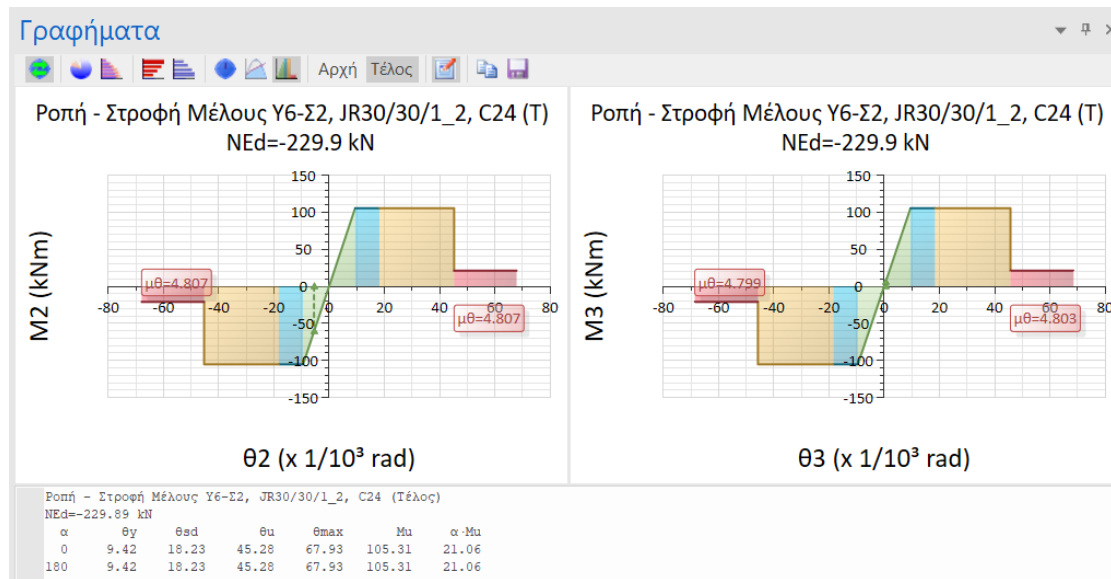 Γραφήματα
Αρχή Τέλος
Ροπή - Στροφή Μέλους Υ6-Σ2, JR30/30/1_2, C24 (Τ)
NEd=-229.9 kN
M2 (kNm)
150
100
50
0
-50
-100
-150
-80 -60 -40 -20 0 20 40 60 80
μθ=4.807
μθ=4.807
θ2 (x 1/10³ rad)
Ροπή - Στροφή Μέλους Υ6-Σ2, JR30/30/1_2, C24 (Τ)
NEd=-229.9 kN
M3 (kNm)
150
100
50
0
-50
-100
-150
-80 -60 -40 -20 0 20 40 60 80
μθ=4.799
μθ=4.803
θ3 (x 1/10³ rad)
Ροπή - Στροφή Μέλους Υ6-Σ2, JR30/30/1_2, C24 (Τέλος)
NEd=-229.89 kN
α θy θsd θu θmax Mu α·Mu
0 9.42 18.23 45.28 67.93 105.31 21.06
180 9.42 18.23 45.28 67.93 105.31 21.06